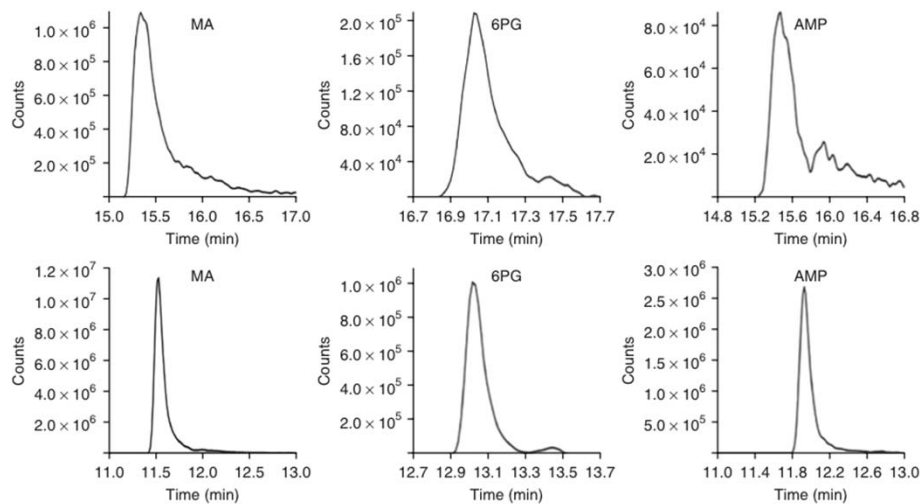 MA
1.0 × 10⁶
8.0 × 10⁵
6.0 × 10⁵
4.0 × 10⁵
2.0 × 10⁵
Counts
15.0 15.5 16.0 16.5 17.0
Time (min)
6PG
2.0 × 10⁵
1.6 × 10⁵
1.2 × 10⁵
8.0 × 10⁴
4.0 × 10⁴
Counts
16.7 16.9 17.1 17.3 17.5 17.7
Time (min)
AMP
8.0 × 10⁴
6.0 × 10⁴
4.0 × 10⁴
2.0 × 10⁴
Counts
14.8 15.2 15.6 16.0 16.4 16.8
Time (min)
MA
1.2 × 10⁷
1.0 × 10⁷
8.0 × 10⁶
6.0 × 10⁶
4.0 × 10⁶
2.0 × 10⁶
Counts
11.0 11.5 12.0 12.5 13.0
Time (min)
6PG
1.0 × 10⁶
8.0 × 10⁵
6.0 × 10⁵
4.0 × 10⁵
2.0 × 10⁵
Counts
12.7 12.9 13.1 13.3 13.5 13.7
Time (min)
AMP
3.0 × 10⁶
2.5 × 10⁶
2.0 × 10⁶
1.5 × 10⁶
1.0 × 10⁶
5.0 × 10⁵
Counts
11.0 11.4 11.8 12.2 12.6 13.0
Time (min)